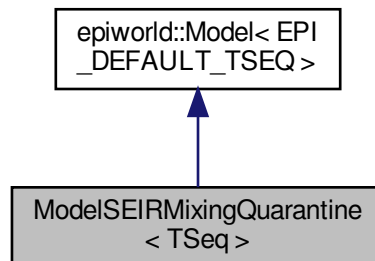 epiworld::Model< EPI
_DEFAULT_TSEQ >
ModelSEIRMixingQuarantine
< TSeq >